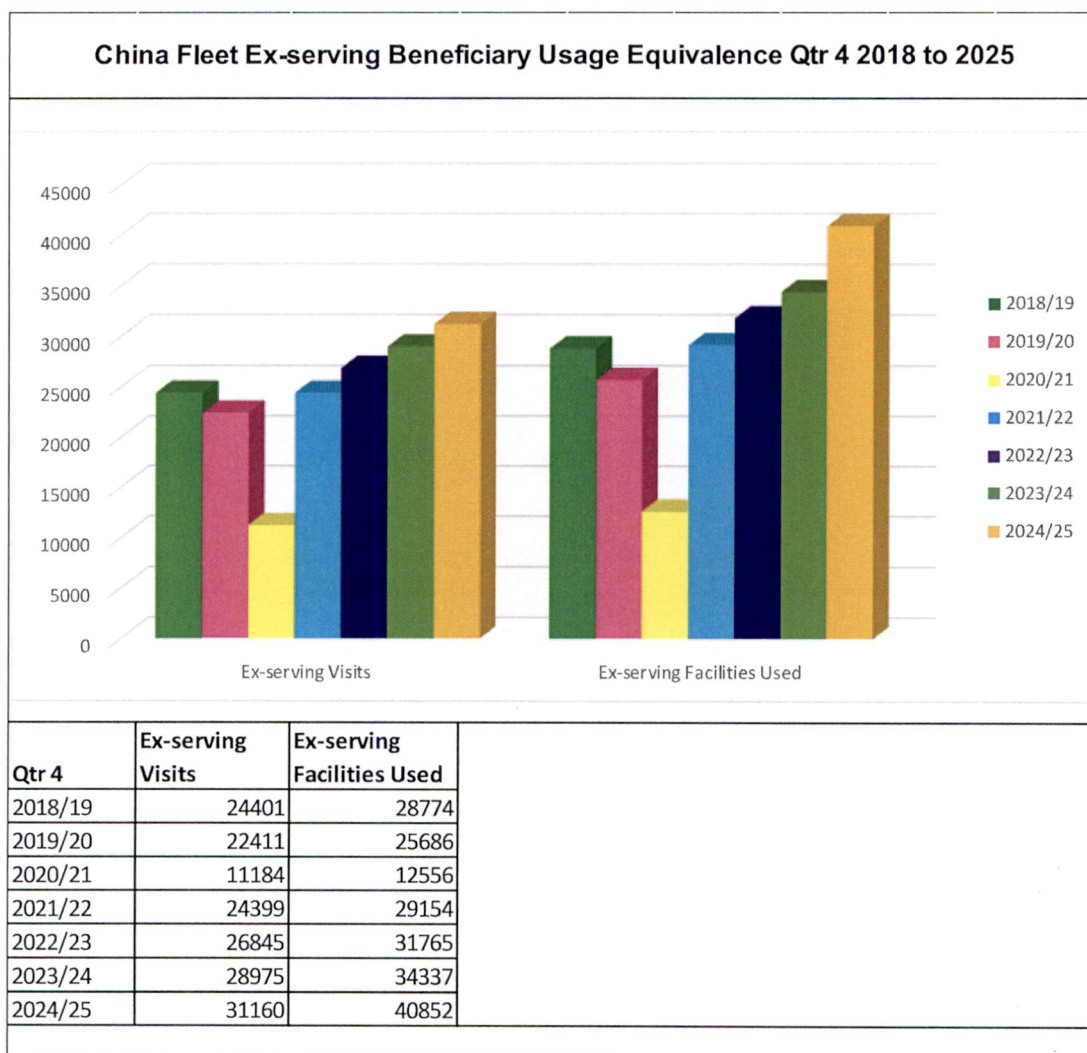 China Fleet Ex-serving Beneficiary Usage Equivalence Qtr 4 2018 to 2025
45000
40000
35000
30000
25000
20000
15000
10000
5000
0
Ex-serving Visits
Ex-serving Facilities Used
2018/19
2019/20
2020/21
2021/22
2022/23
2023/24
2024/25
Qtr 4 Ex-serving Visits Ex-serving Facilities Used
2018/19 24401 28774
2019/20 22411 25686
2020/21 11184 12556
2021/22 24399 29154
2022/23 26845 31765
2023/24 28975 34337
2024/25 31160 40852